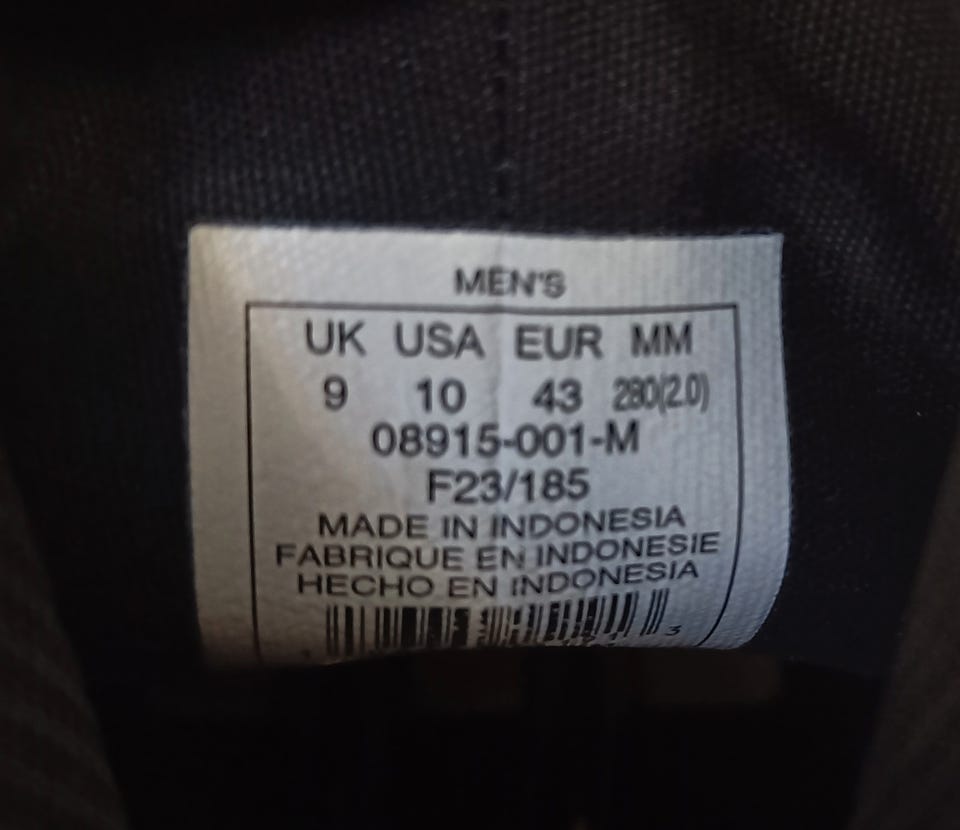 MEN'S
UK USA EUR MM
9 10 43 280(2.0)
08915-001-M
F23/185
MADE IN INDONESIA
FABRIQUE EN INDONESIE
HECHO EN INDONESIA
3